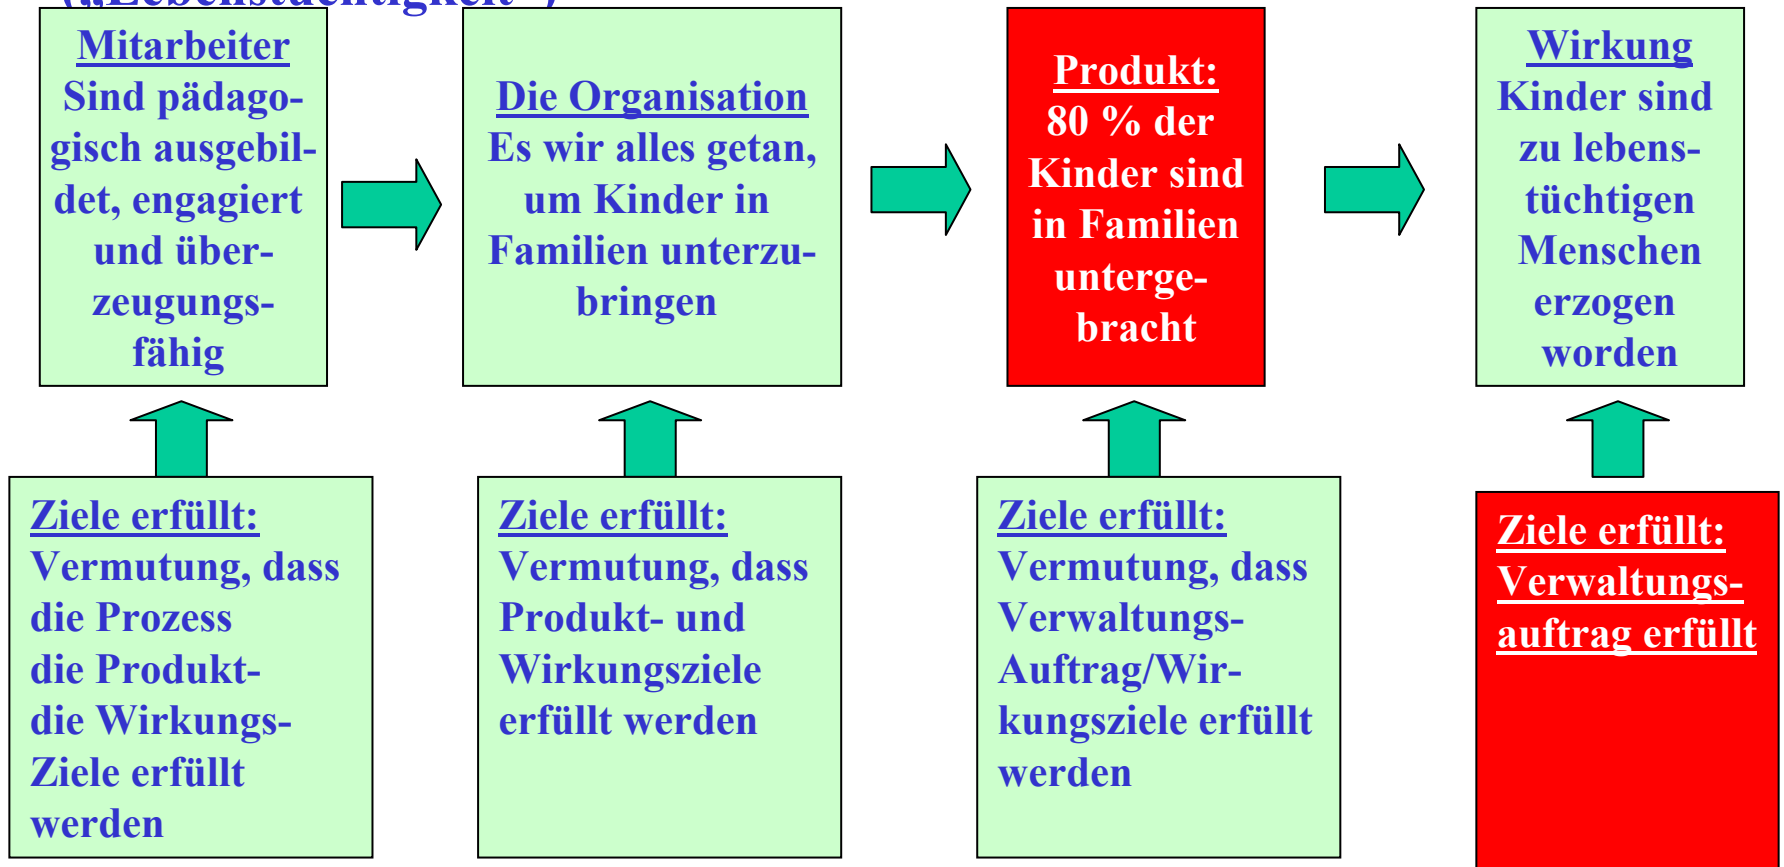 („Lebenstüchtigkeit“)
Mitarbeiter
Sind pädago-
gisch ausgebil-
det, engagiert
und über-
zeugungs-
fähig
Die Organisation
Es wir alles getan,
um Kinder in
Familien unterzu-
bringen
Produkt:
80 % der
Kinder sind
in Familien
unterge-
bracht
Wirkung
Kinder sind
zu lebens-
tüchtigen
Menschen
erzogen
worden
Ziele erfüllt:
Vermutung, dass
die Prozess
die Produkt-
die Wirkungs-
Ziele erfüllt
werden
Ziele erfüllt:
Vermutung, dass
Produkt- und
Wirkungsziele
erfüllt werden
Ziele erfüllt:
Vermutung, dass
Verwaltungs-
Auftrag/Wir-
kungsziele erfüllt
werden
Ziele erfüllt:
Verwaltungs-
auftrag erfüllt